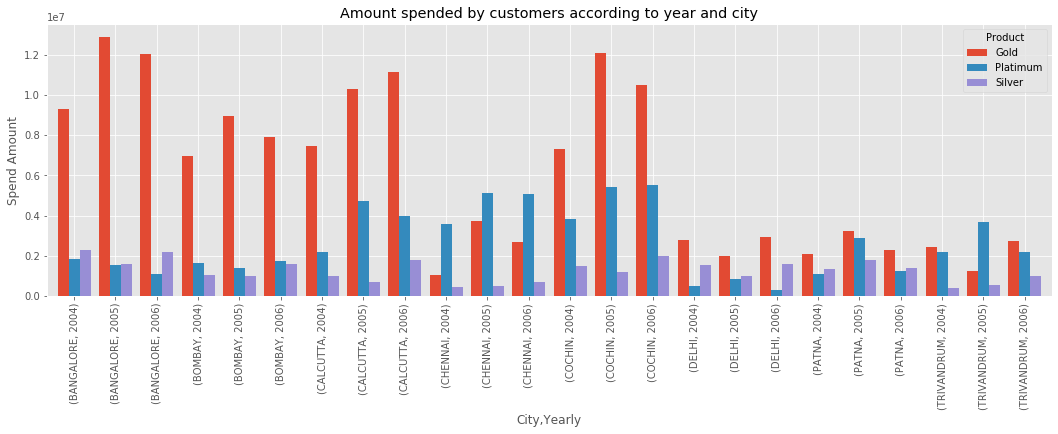 Amount spended by customers according to year and city
1e7
Product
Gold
Platimum
Silver
1.2
1.0
0.8
0.6
0.4
0.2
0.0
Spend Amount
(BANGALORE, 2004)
(BANGALORE, 2005)
(BANGALORE, 2006)
(BOMBAY, 2004)
(BOMBAY, 2005)
(BOMBAY, 2006)
(CALCUTTA, 2004)
(CALCUTTA, 2005)
(CALCUTTA, 2006)
(CHENNAI, 2004)
(CHENNAI, 2005)
(CHENNAI, 2006)
(COCHIN, 2004)
(COCHIN, 2005)
(COCHIN, 2006)
(DELHI, 2004)
(DELHI, 2005)
(DELHI, 2006)
(PATNA, 2004)
(PATNA, 2005)
(PATNA, 2006)
(TRIVANDRUM, 2004)
(TRIVANDRUM, 2005)
(TRIVANDRUM, 2006)
City,Yearly